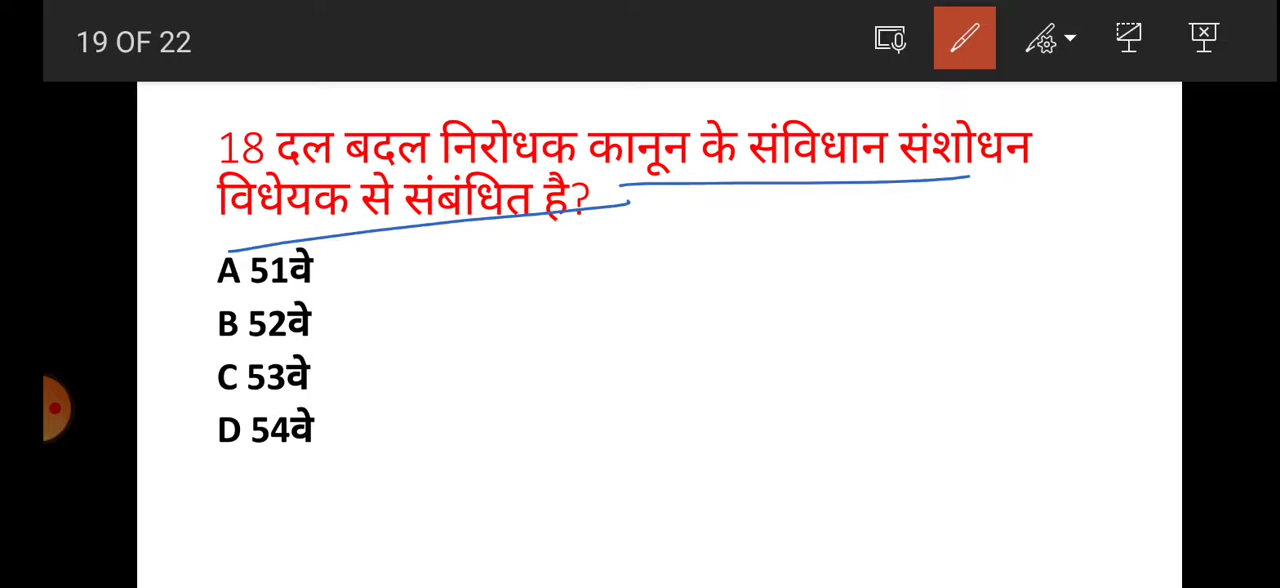 19 OF 22
18 दल बदल निरोधक कानून के संविधान संशोधन
विधेयक से संबंधित है?
A 51वे
B 52वे
C 53वे
D 54वे